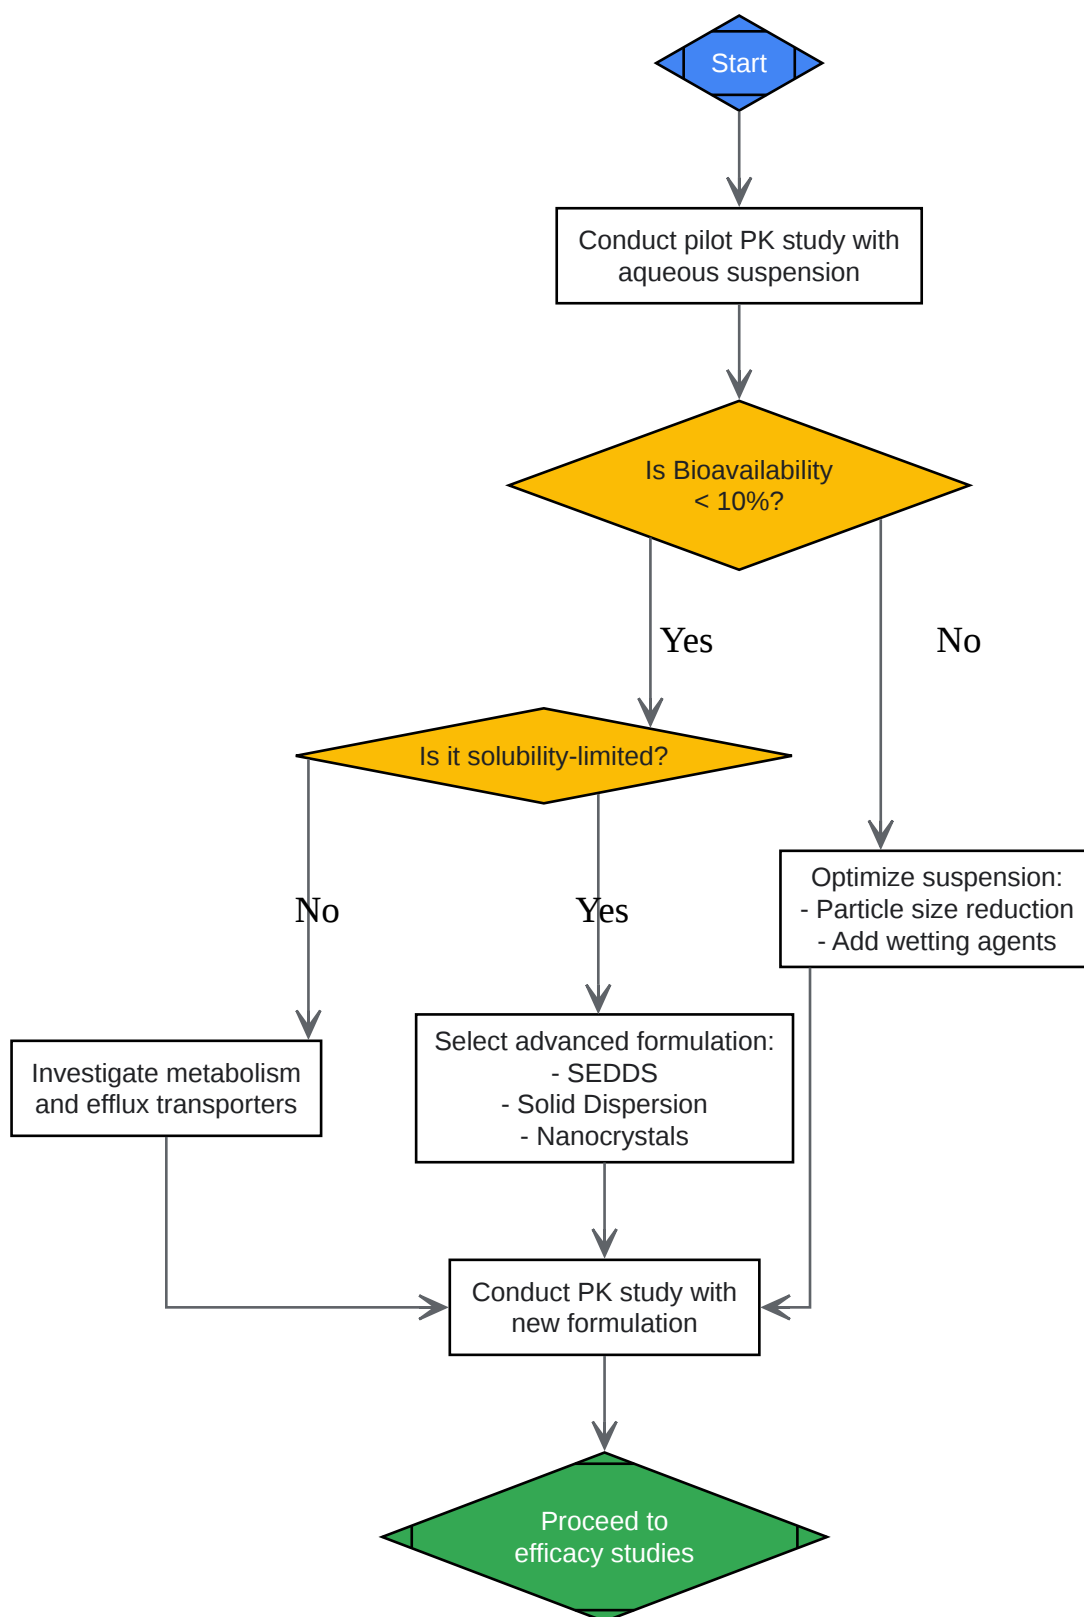 Start
Conduct pilot PK study with
aqueous suspension
Is Bioavailability
< 10%?
Yes
No
Is it solubility-limited?
No
Yes
Optimize suspension:
- Particle size reduction
- Add wetting agents
Investigate metabolism
and efflux transporters
Select advanced formulation:
- SEDDS
- Solid Dispersion
- Nanocrystals
Conduct PK study with
new formulation
Proceed to
efficacy studies